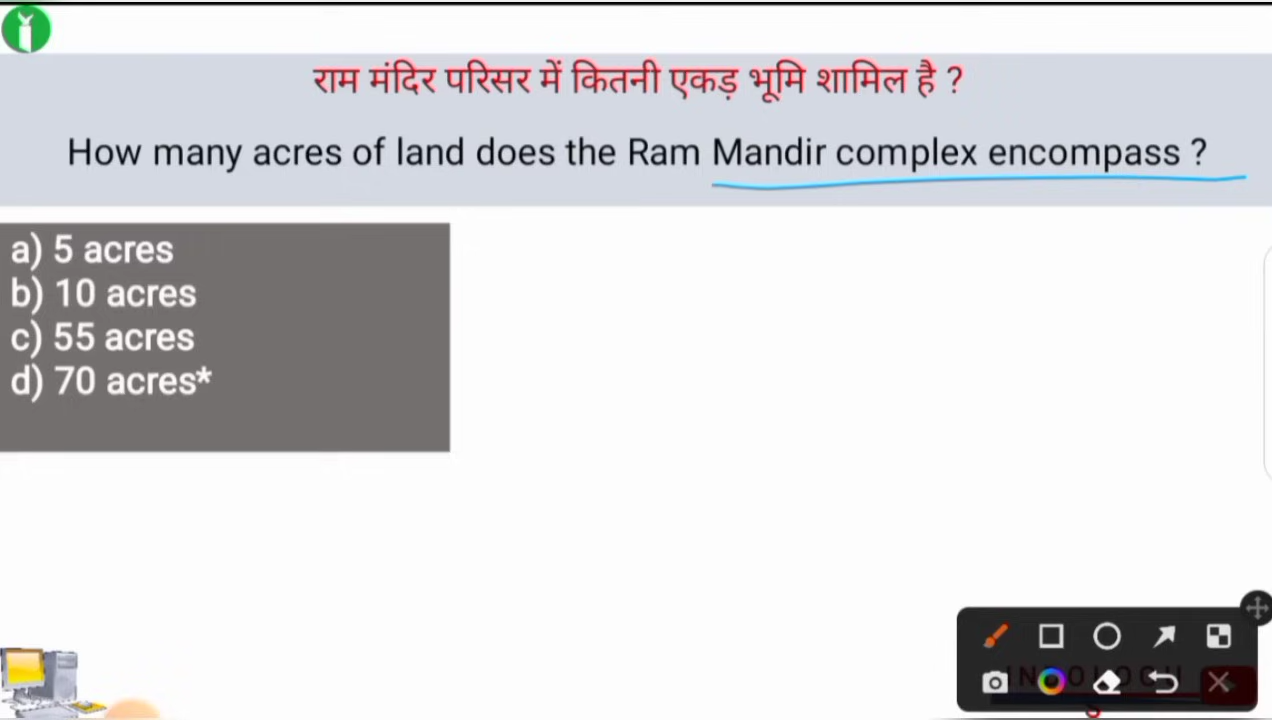 राम मंदिर परिसर में कितनी एकड़ भूमि शामिल है ?
How many acres of land does the Ram Mandir complex encompass ?
a) 5 acres
b) 10 acres
c) 55 acres
d) 70 acres*